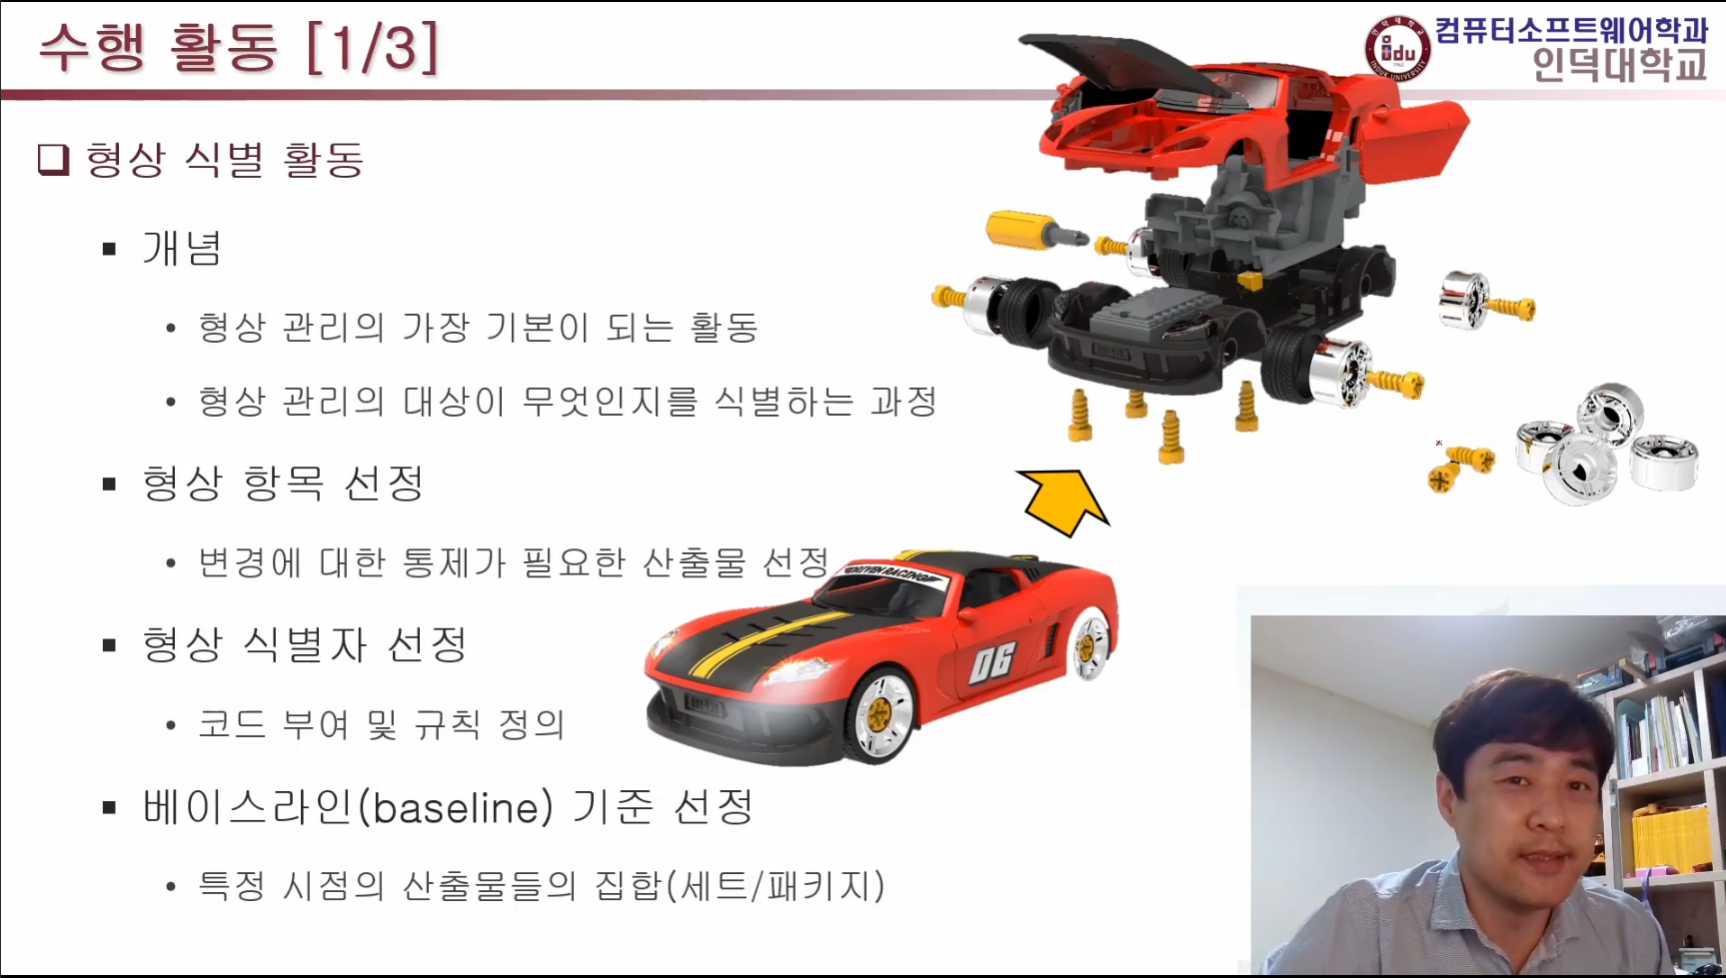 수행 활동 [1/3]
컴퓨터소프트웨어학과
인덕대학교
idu
INDUK UNIVERSITY
❑ 형상 식별 활동
▪ 개념
• 형상 관리의 가장 기본이 되는 활동
• 형상 관리의 대상이 무엇인지를 식별하는 과정
▪ 형상 항목 선정
• 변경에 대한 통제가 필요한 산출물 선정
▪ 형상 식별자 선정
• 코드 부여 및 규칙 정의
▪ 베이스라인(baseline) 기준 선정
• 특정 시점의 산출물들의 집합(세트/패키지)
DRIVEN RACING
06